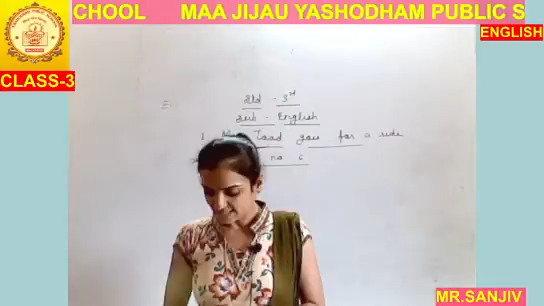 CHOOL MAA JIJAU YASHODHAM PUBLIC S
ENGLISH
CLASS-3
Std - 3rd
Sub - English
1 Toad goes for a ride
no 6
MR.SANJIV